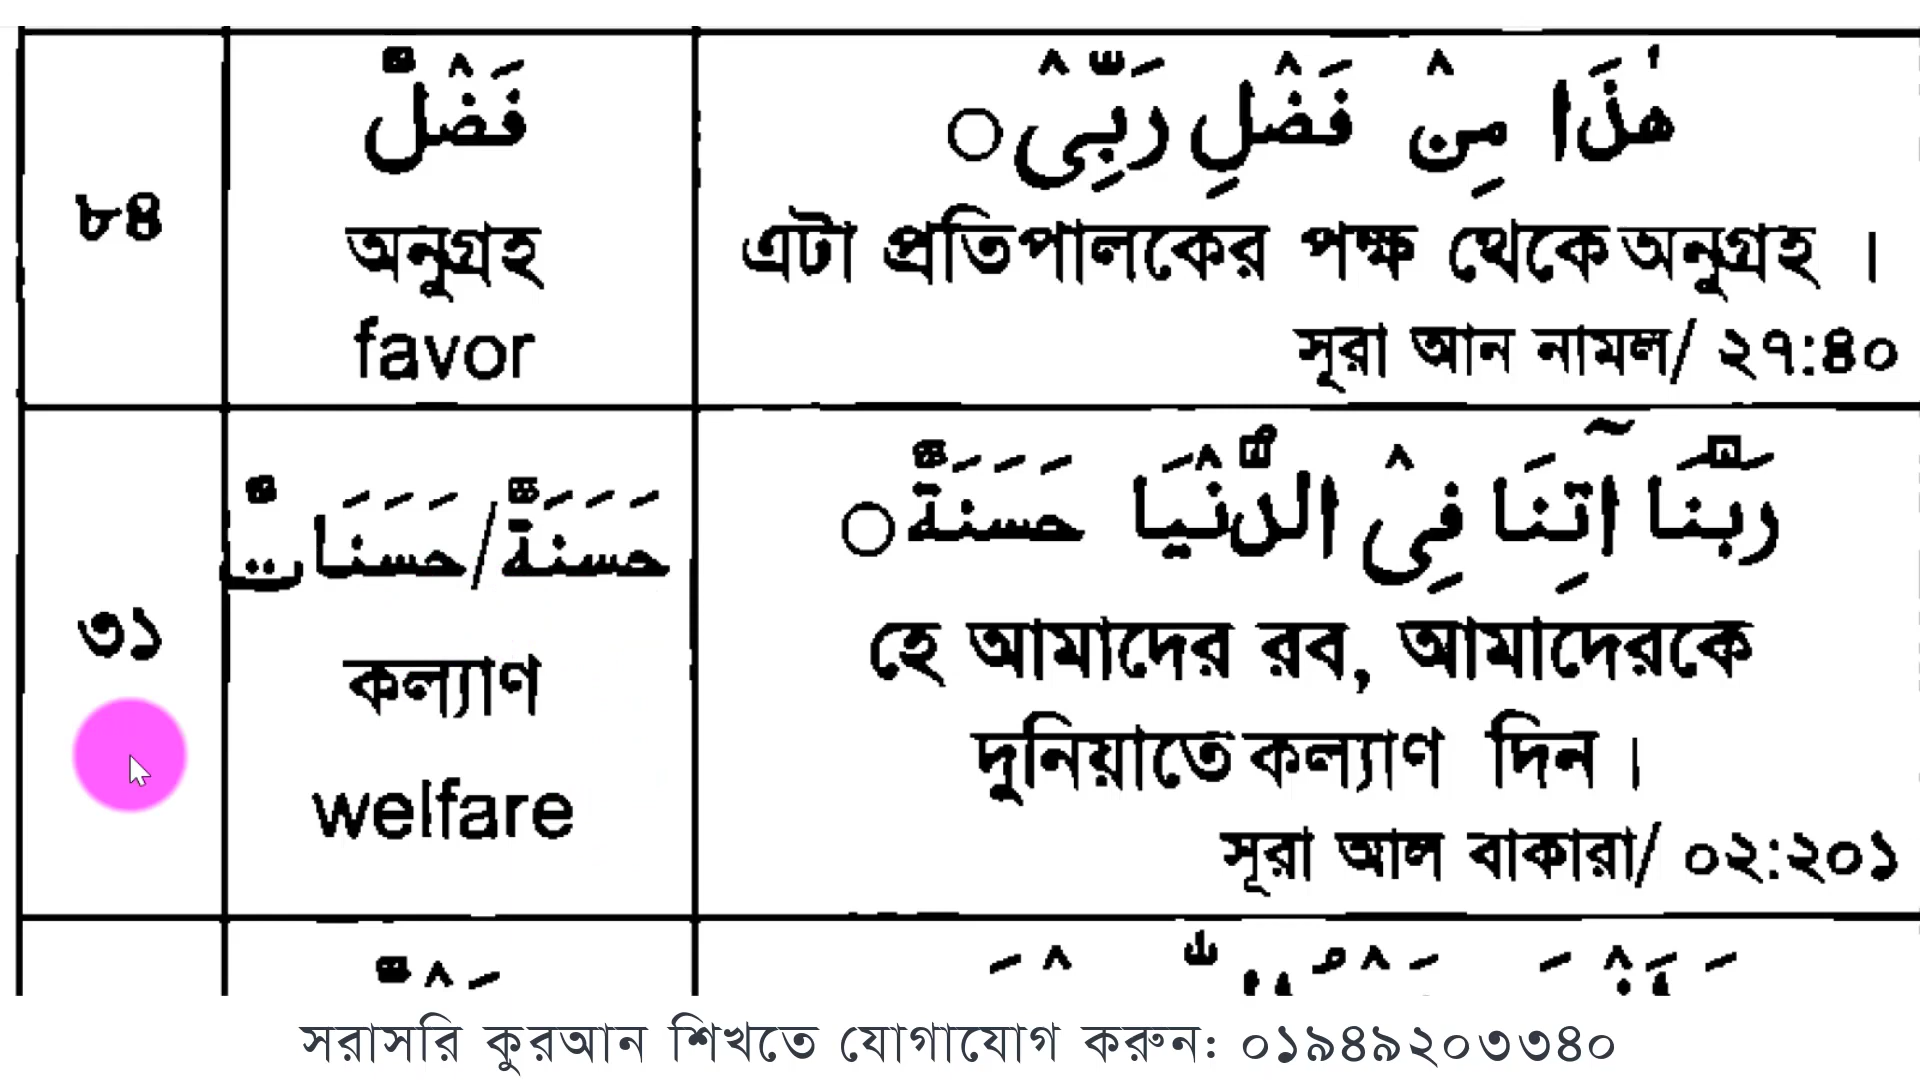 ৮৪
فَضْلٌ
অনুগ্রহ
favor
هٰذَا مِنْ فَضْلِ رَبِّىْ○
এটা প্রতিপালকের পক্ষ থেকে অনুগ্রহ ।
সূরা আন নামল/ ২৭:৪০
৩১
حَسَنَةٌ/حَسَنَاتٌ
কল্যাণ
welfare
رَبَّنَا اٰتِنَا فِىْ الدُّنْيَا حَسَنَةً○
হে আমাদের রব, আমাদেরকে
দুনিয়াতে কল্যাণ দিন ।
সূরা আল বাকারা/ ০২:২০১
সরাসরি কুরআন শিখতে যোগাযোগ করুন: ০১৯৪৯২০৩৩৪০